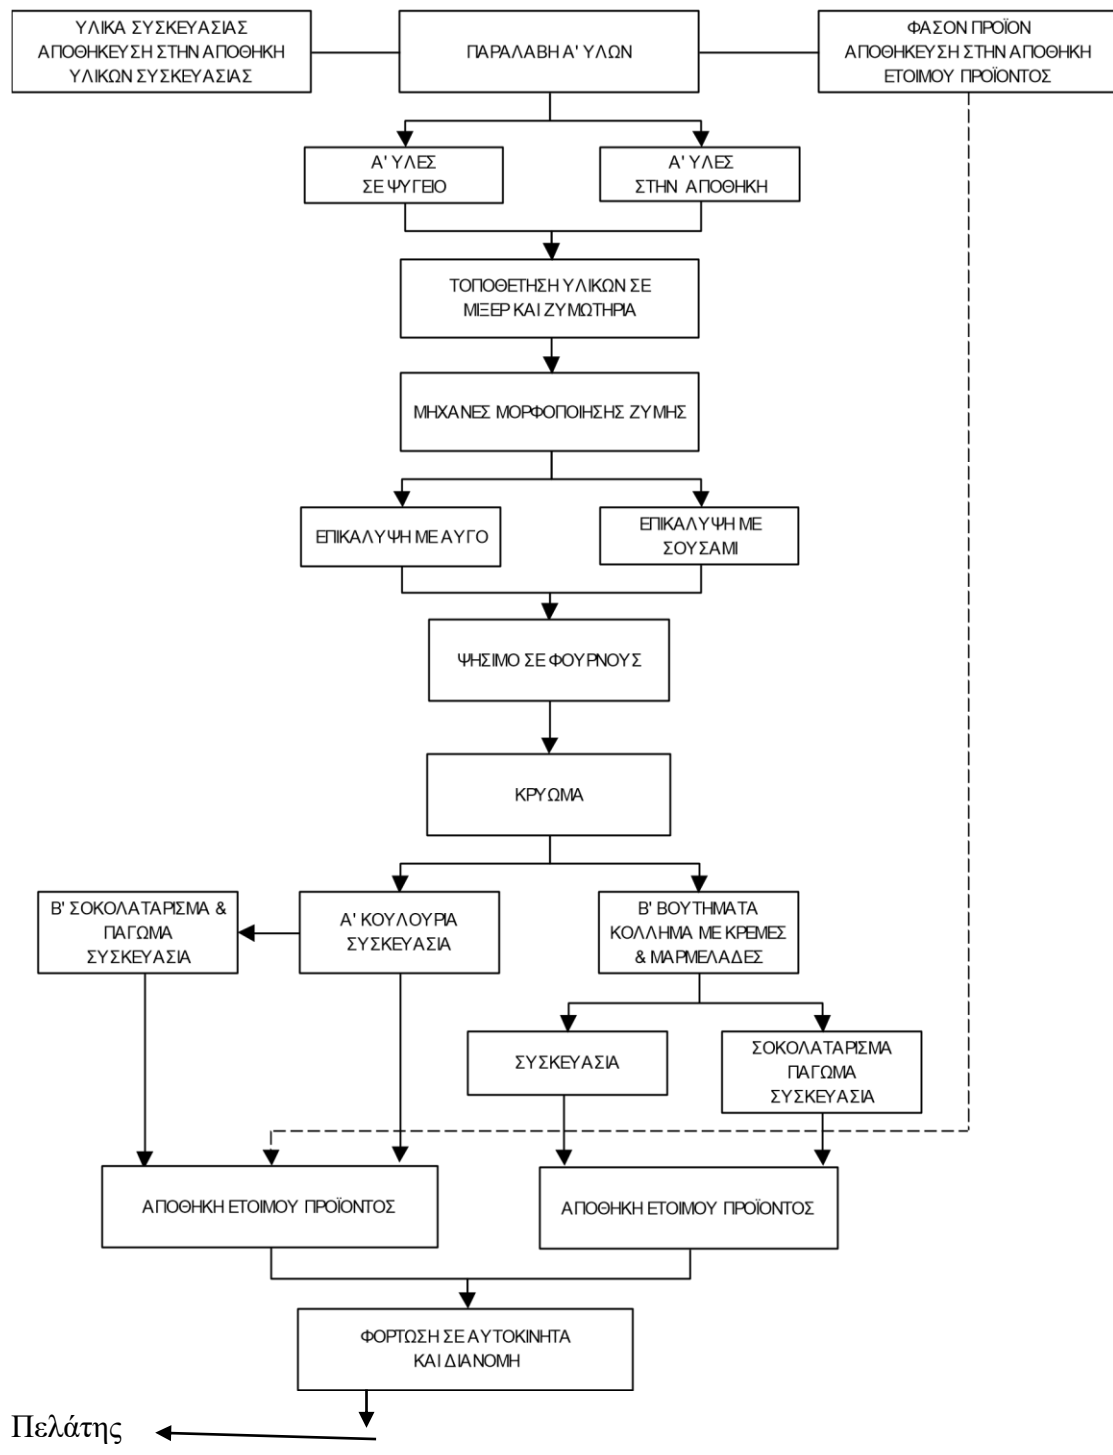 ΥΛΙΚΑ ΣΥΣΚΕΥΑΣΙΑΣ
ΑΠΟΘΗΚΕΥΣΗ ΣΤΗΝ ΑΠΟΘΗΚΗ
ΥΛΙΚΩΝ ΣΥΣΚΕΥΑΣΙΑΣ
ΠΑΡΑΛΑΒΗ Α' ΥΛΩΝ
ΦΑΣΟΝ ΠΡΟΪΟΝ
ΑΠΟΘΗΚΕΥΣΗ ΣΤΗΝ ΑΠΟΘΗΚΗ
ΕΤΟΙΜΟΥ ΠΡΟΪΟΝΤΟΣ
Α' ΥΛΕΣ
ΣΕ ΨΥΓΕΙΟ
Α' ΥΛΕΣ
ΣΤΗΝ ΑΠΟΘΗΚΗ
ΤΟΠΟΘΕΤΗΣΗ ΥΛΙΚΩΝ ΣΕ
ΜΙΞΕΡ ΚΑΙ ΖΥΜΩΤΗΡΙΑ
ΜΗΧΑΝΕΣ ΜΟΡΦΟΠΟΙΗΣΗΣ ΖΥΜΗΣ
ΕΠΙΚΑΛΥΨΗ ΜΕ ΑΥΓΟ
ΕΠΙΚΑΛΥΨΗ ΜΕ
ΣΟΥΣΑΜΙ
ΨΗΣΙΜΟ ΣΕ ΦΟΥΡΝΟΥΣ
ΚΡΥΩΜΑ
Β' ΣΟΚΟΛΑΤΑΡΙΣΜΑ &
ΠΑΓΩΜΑ
ΣΥΣΚΕΥΑΣΙΑ
Α' ΚΟΥΛΟΥΡΙΑ
ΣΥΣΚΕΥΑΣΙΑ
Β' ΒΟΥΤΗΜΑΤΑ
ΚΟΛΛΗΜΑ ΜΕ ΚΡΕΜΕΣ
& ΜΑΡΜΕΛΑΔΕΣ
ΣΥΣΚΕΥΑΣΙΑ
ΣΟΚΟΛΑΤΑΡΙΣΜΑ
ΠΑΓΩΜΑ
ΣΥΣΚΕΥΑΣΙΑ
ΑΠΟΘΗΚΗ ΕΤΟΙΜΟΥ ΠΡΟΪΟΝΤΟΣ
ΑΠΟΘΗΚΗ ΕΤΟΙΜΟΥ ΠΡΟΪΟΝΤΟΣ
ΦΟΡΤΩΣΗ ΣΕ ΑΥΤΟΚΙΝΗΤΑ
ΚΑΙ ΔΙΑΝΟΜΗ
Πελάτης